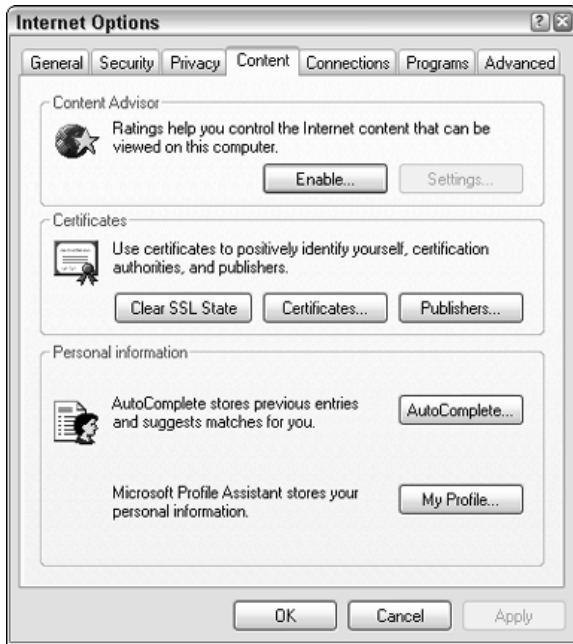 Internet Options
General Security Privacy Content Connections Programs Advanced
Content Advisor
Ratings help you control the Internet content that can be
viewed on this computer.
Enable... Settings...
Certificates
Use certificates to positively identify yourself, certification
authorities, and publishers.
Clear SSL State Certificates... Publishers...
Personal information
AutoComplete stores previous entries
and suggests matches for you.
AutoComplete...
Microsoft Profile Assistant stores your
personal information.
My Profile...
OK Cancel Apply